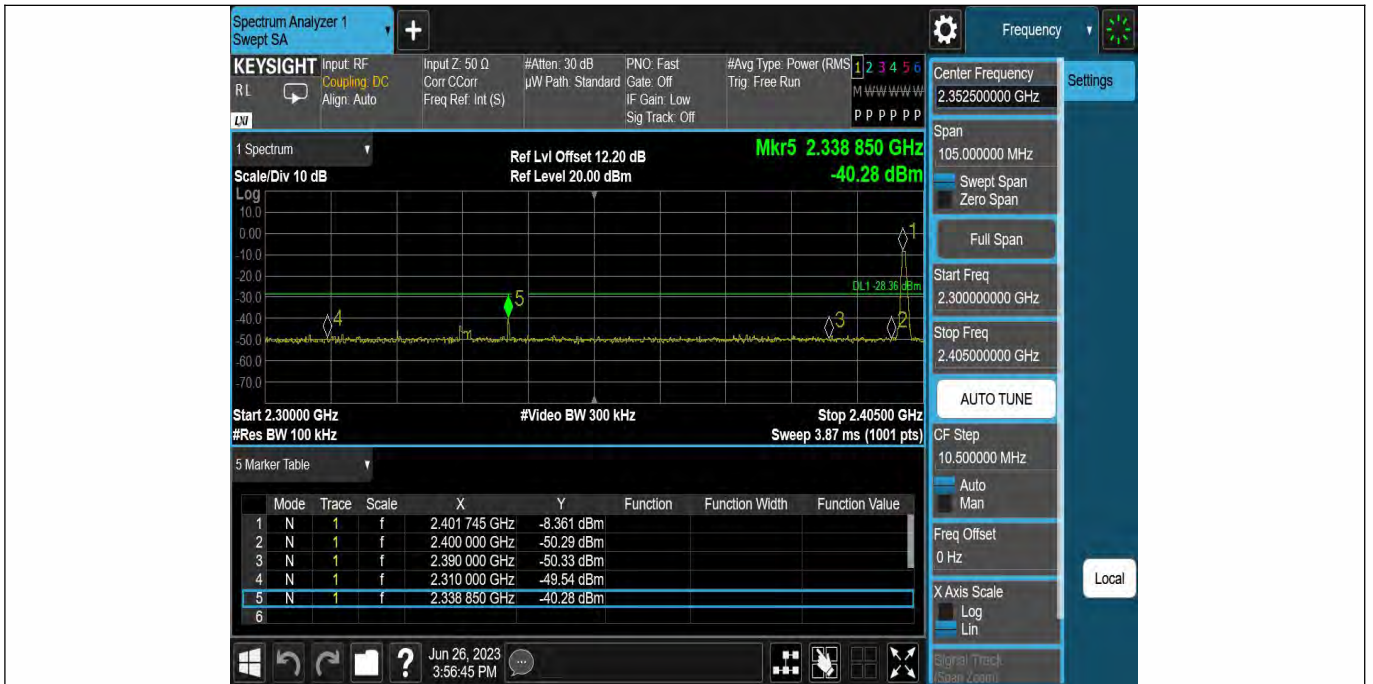 Spectrum Analyzer 1
Swept SA
+
Frequency
KEYSIGHT
RL
LXI
Input: RF
Coupling: DC
Align: Auto
Input Z: 50 Ω
Corr CCorr
Freq Ref: Int (S)
#Atten: 30 dB
µW Path: Standard
PNO: Fast
Gate: Off
IF Gain: Low
Sig Track: Off
#Avg Type: Power (RMS
Trig: Free Run
1 2 3 4 5 6
M W W W W W
P P P P P P
1 Spectrum
Scale/Div 10 dB
Log
Ref Lvl Offset 12.20 dB
Ref Level 20.00 dBm
Mkr5 2.338 850 GHz
-40.28 dBm
10.0
0.00
-10.0
-20.0
-30.0
-40.0
-50.0
-60.0
-70.0
1
DL1 -28.36 dBm
5
4
3
2
Start 2.30000 GHz
#Video BW 300 kHz
Stop 2.40500 GHz
#Res BW 100 kHz
Sweep 3.87 ms (1001 pts)
5 Marker Table
Mode Trace Scale X Y Function Function Width Function Value
1 N 1 f 2.401 745 GHz -8.361 dBm
2 N 1 f 2.400 000 GHz -50.29 dBm
3 N 1 f 2.390 000 GHz -50.33 dBm
4 N 1 f 2.310 000 GHz -49.54 dBm
5 N 1 f 2.338 850 GHz -40.28 dBm
6
Center Frequency
2.352500000 GHz
Settings
Span
105.000000 MHz
Swept Span
Zero Span
Full Span
Start Freq
2.300000000 GHz
Stop Freq
2.405000000 GHz
AUTO TUNE
CF Step
10.500000 MHz
Auto
Man
Freq Offset
0 Hz
X Axis Scale
Log
Lin
Signal Track
(Span Zoom)
Local
?
Jun 26, 2023
3:56:45 PM